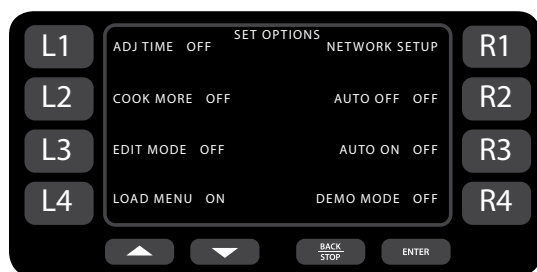 SET OPTIONS
L1 ADJ TIME OFF NETWORK SETUP R1
L2 COOK MORE OFF AUTO OFF OFF R2
L3 EDIT MODE OFF AUTO ON OFF R3
L4 LOAD MENU ON DEMO MODE OFF R4
BACK
STOP
ENTER